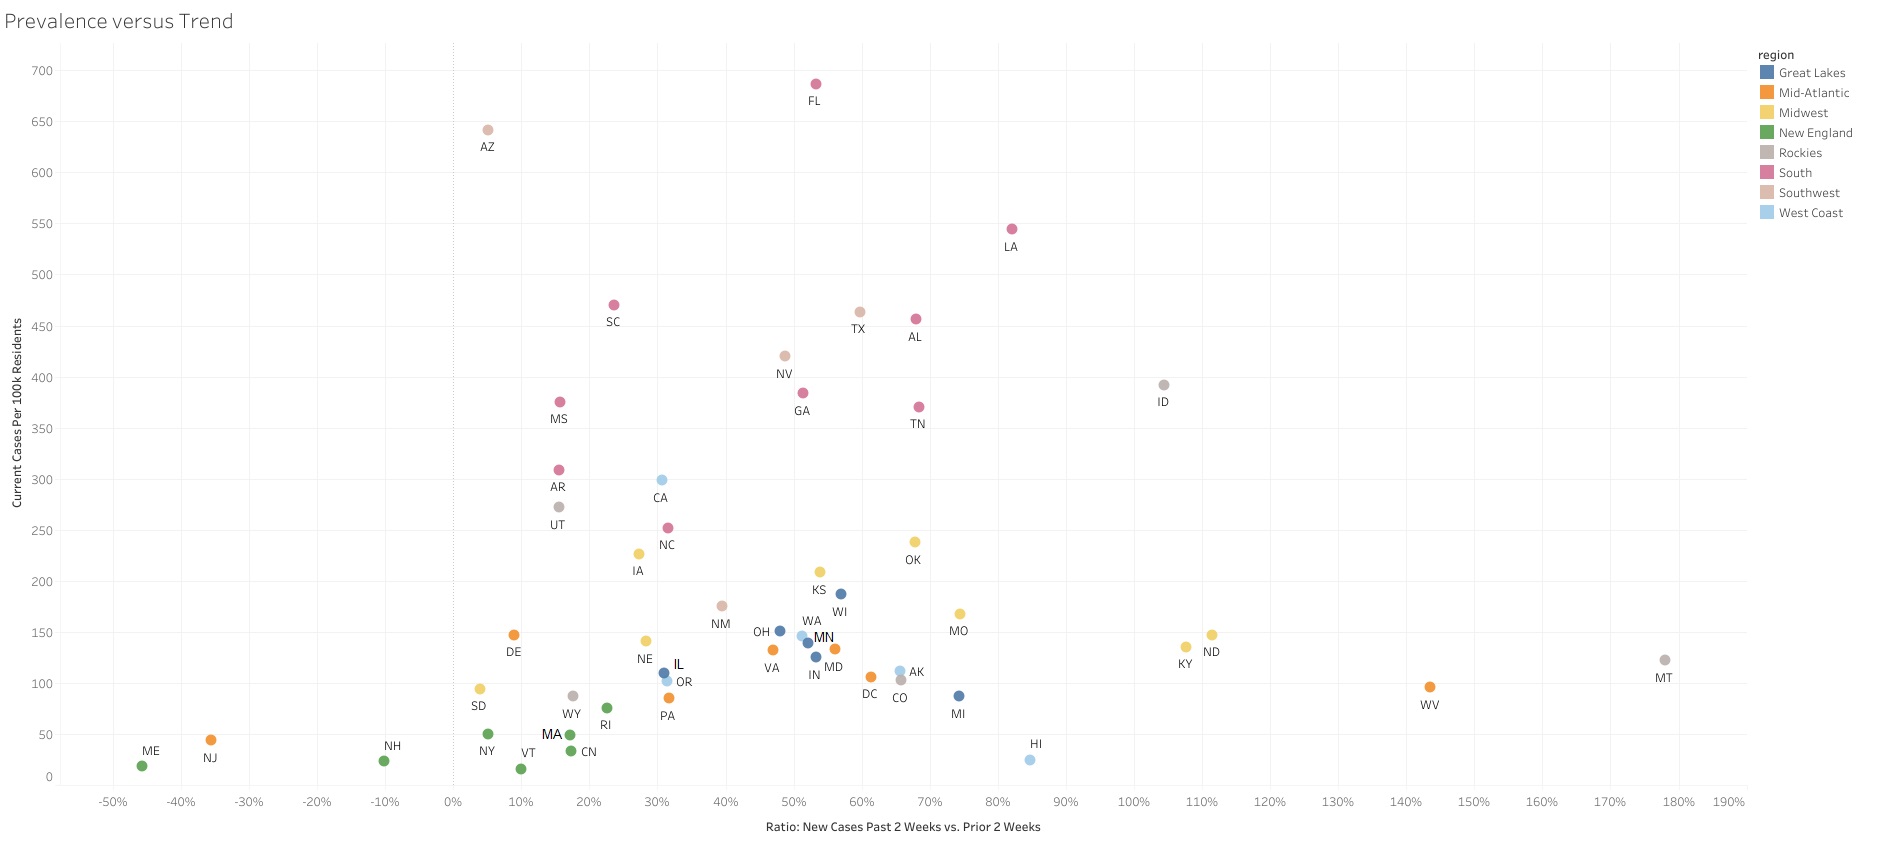 Prevalence versus Trend
region
Great Lakes
Mid-Atlantic
Midwest
New England
Rockies
South
Southwest
West Coast
Current Cases Per 100k Residents
700
650
600
550
500
450
400
350
300
250
200
150
100
50
0
FL
AZ
LA
SC
TX
AL
NV
GA
ID
MS
TN
AR
CA
UT
NC
OK
IA
KS
WI
NM
WA
OH
MN
MO
DE
NE
VA
IN
MD
KY
ND
IL
OR
AK
MT
DC
CO
SD
WY
PA
MI
WV
RI
NY
MA
CN
VT
NH
HI
ME
NJ
-50% -40% -30% -20% -10% 0% 10% 20% 30% 40% 50% 60% 70% 80% 90% 100% 110% 120% 130% 140% 150% 160% 170% 180% 190%
Ratio: New Cases Past 2 Weeks vs. Prior 2 Weeks